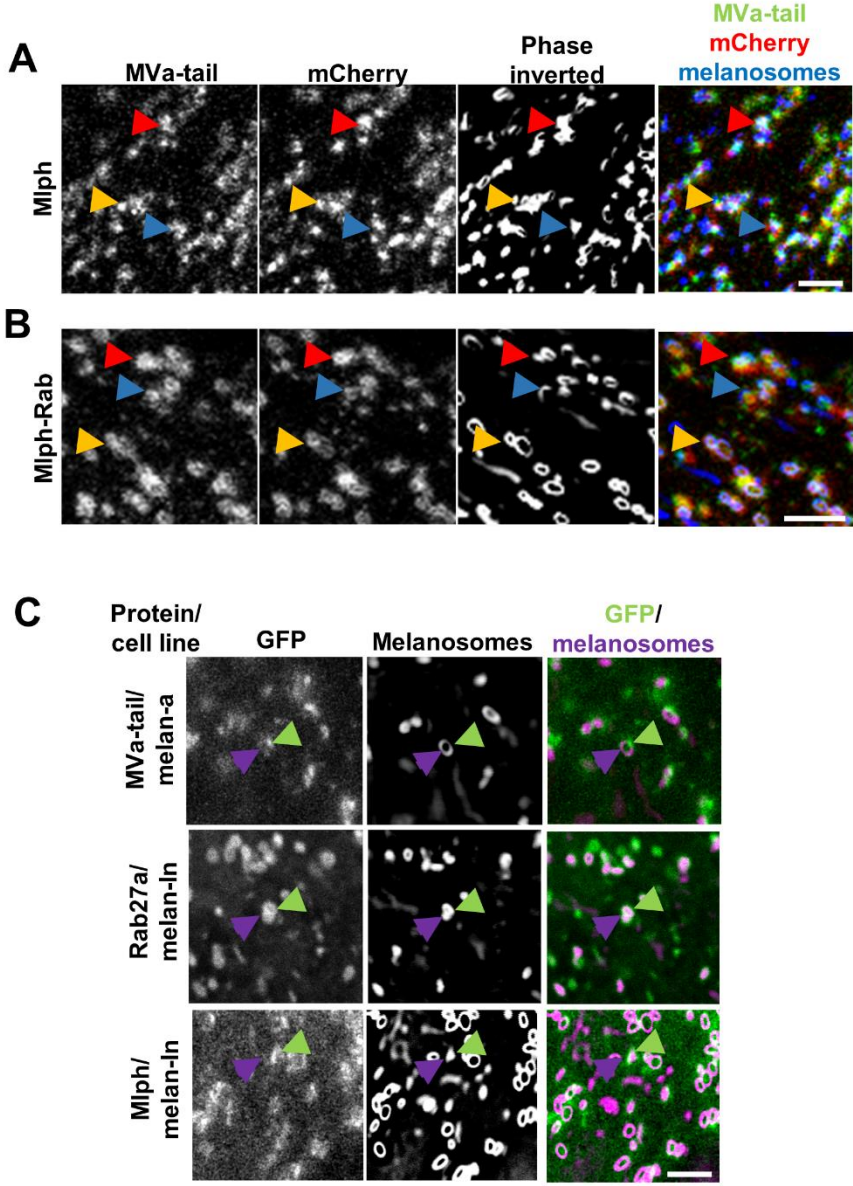 A
MVa-tail
mCherry
Phase
inverted
MVa-tail
mCherry
melanosomes
Mlph
B
Mlph-Rab
C
Protein/
cell line
GFP
Melanosomes
GFP/
melanosomes
MVa-tail/
melan-a
Rab27a/
melan-ln
Mlph/
melan-ln